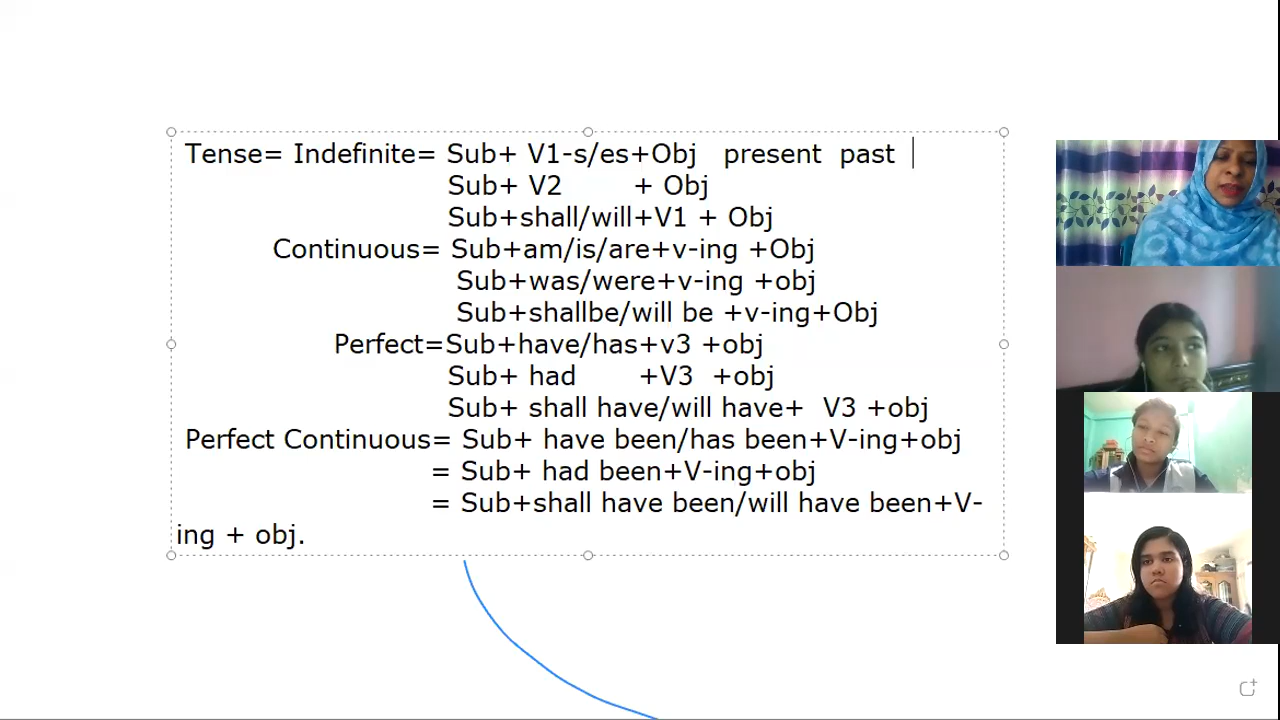 Tense= Indefinite= Sub+ V1-s/es+Obj present past
Sub+ V2 + Obj
Sub+shall/will+V1 + Obj
Continuous= Sub+am/is/are+v-ing +Obj
Sub+was/were+v-ing +obj
Sub+shallbe/will be +v-ing+Obj
Perfect=Sub+have/has+v3 +obj
Sub+ had +V3 +obj
Sub+ shall have/will have+ V3 +obj
Perfect Continuous= Sub+ have been/has been+V-ing+obj
= Sub+ had been+V-ing+obj
= Sub+shall have been/will have been+V-
ing + obj.